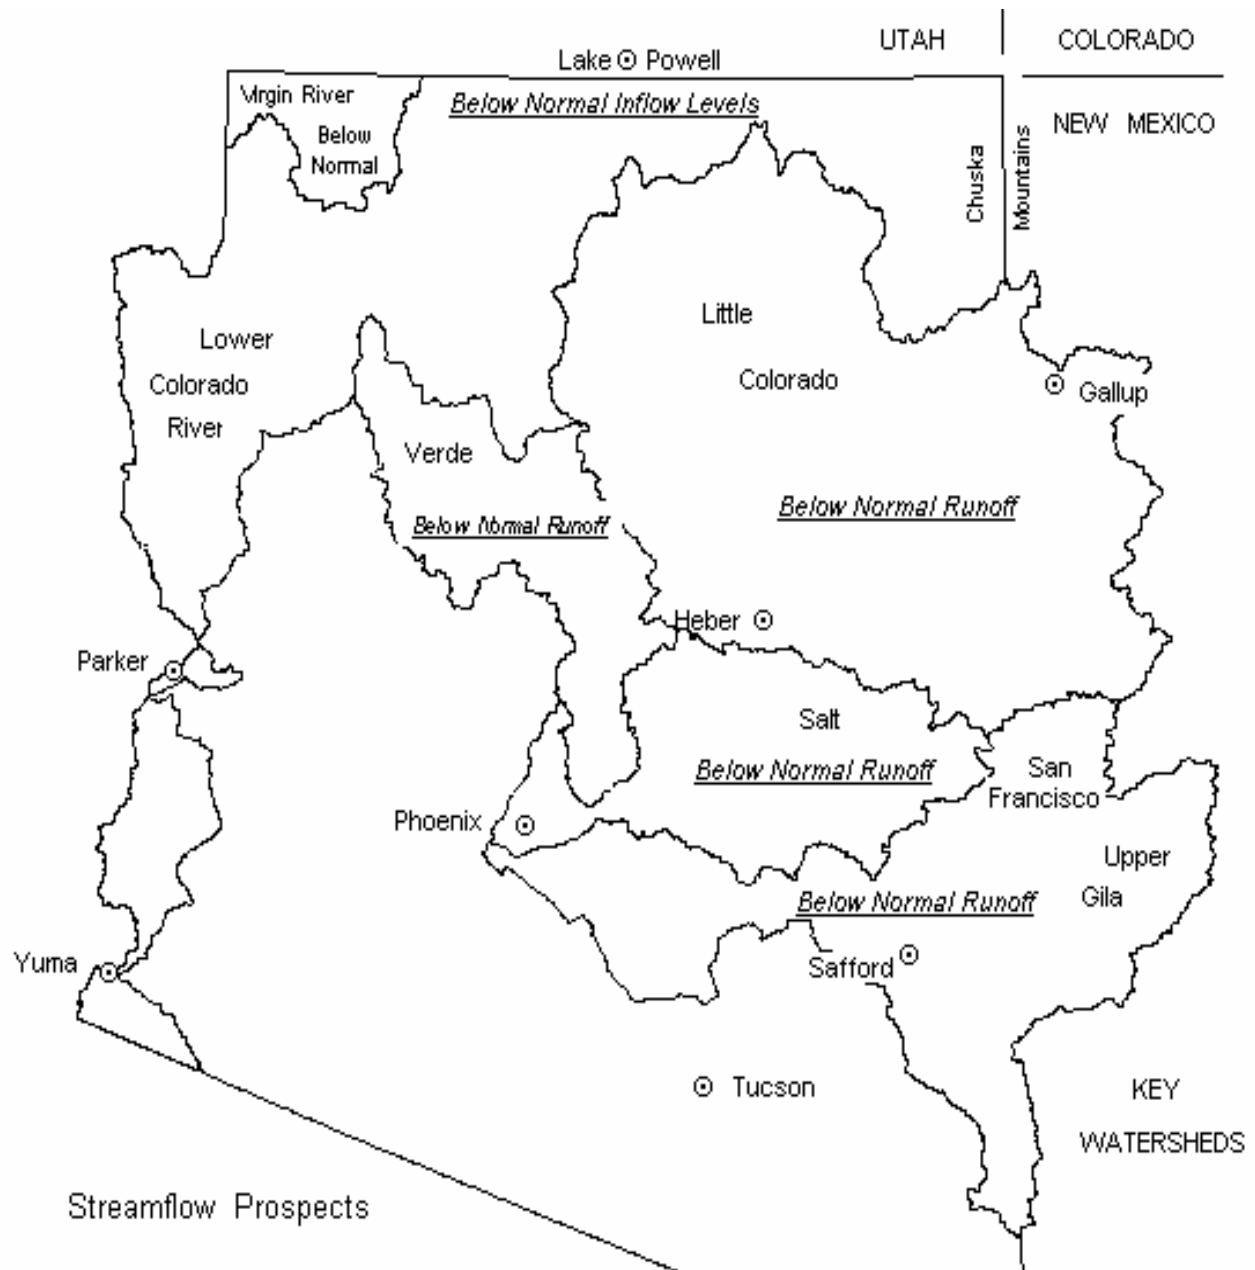 UTAH
COLORADO
Lake Powell
Virgin River
Below Normal Inflow Levels
NEW MEXICO
Below
Normal
Chuska
Mountains
Little
Lower
Colorado
Colorado
River
Gallup
Verde
Below Normal Runoff
Below Normal Runoff
Heber
Parker
Salt
Below Normal Runoff
San
Francisco
Phoenix
Upper
Gila
Below Normal Runoff
Yuma
Safford
Tucson
KEY
WATERSHEDS
Streamflow Prospects